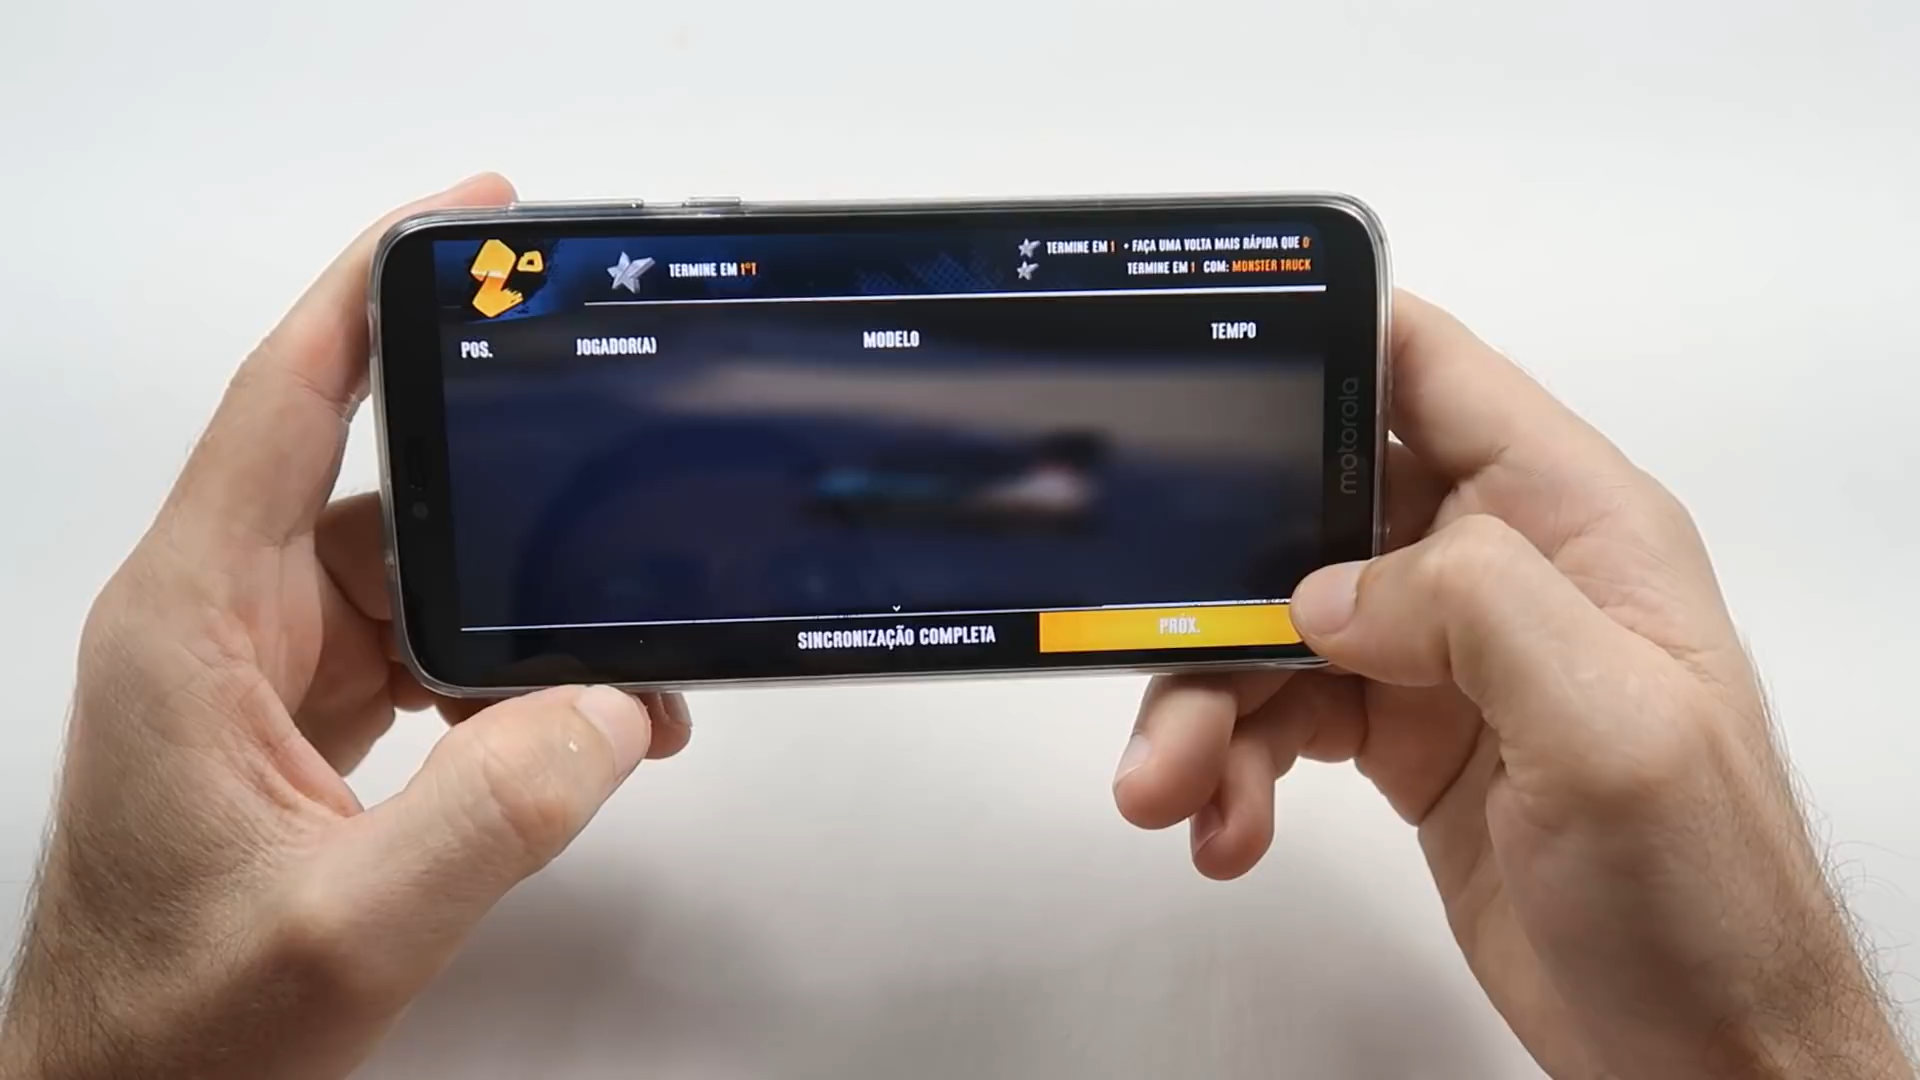 2º
TERMINE EM 1º!
TERMINE EM 1 • FAÇA UMA VOLTA MAIS RÁPIDA QUE 0
TERMINE EM 1 COM: MONSTER TRUCK
POS. JOGADOR(A) MODELO TEMPO
motorola
SINCRONIZAÇÃO COMPLETA
PRÓX.